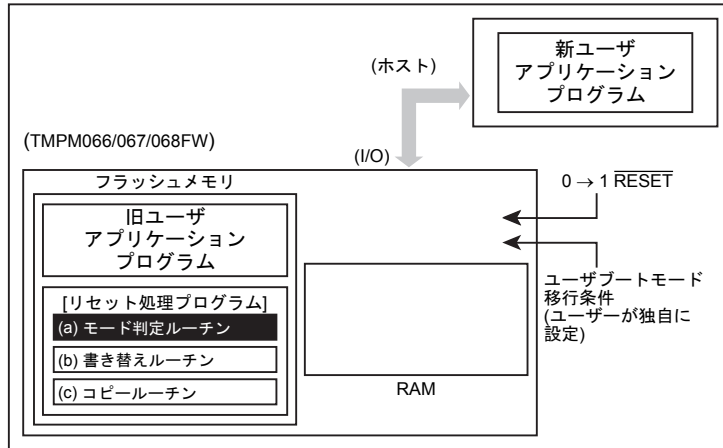 新ユーザ
アプリケーション
プログラム
(ホスト)
(TMPM066/067/068FW)
(I/O)
フラッシュメモリ
0 → 1 RESET
旧ユーザ
アプリケーション
プログラム
ユーザブートモード
移行条件
(ユーザーが独自に
設定)
[リセット処理プログラム]
(a) モード判定ルーチン
(b) 書き替えルーチン
(c) コピールーチン
RAM